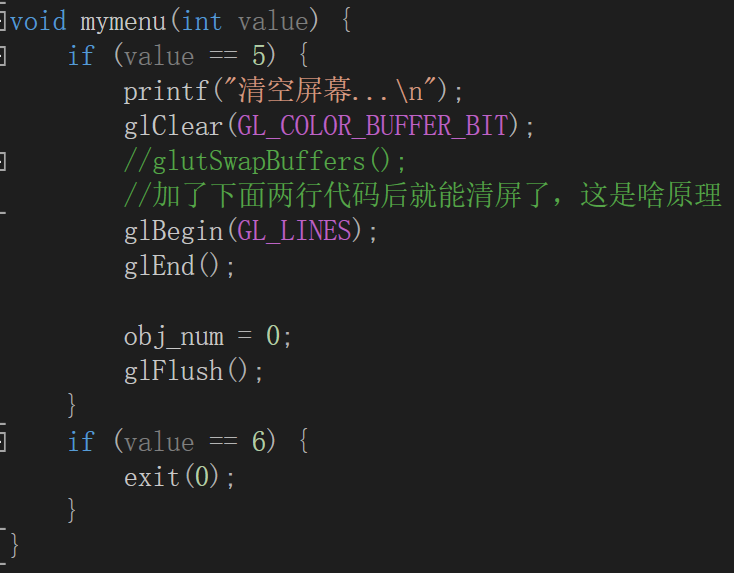 void mymenu(int value) {
if (value == 5) {
printf("清空屏幕...\n");
glClear(GL_COLOR_BUFFER_BIT);
//glutSwapBuffers();
//加了下面两行代码后就能清屏了，这是啥原理
glBegin(GL_LINES);
glEnd();
obj_num = 0;
glFlush();
}
if (value == 6) {
exit(0);
}
}